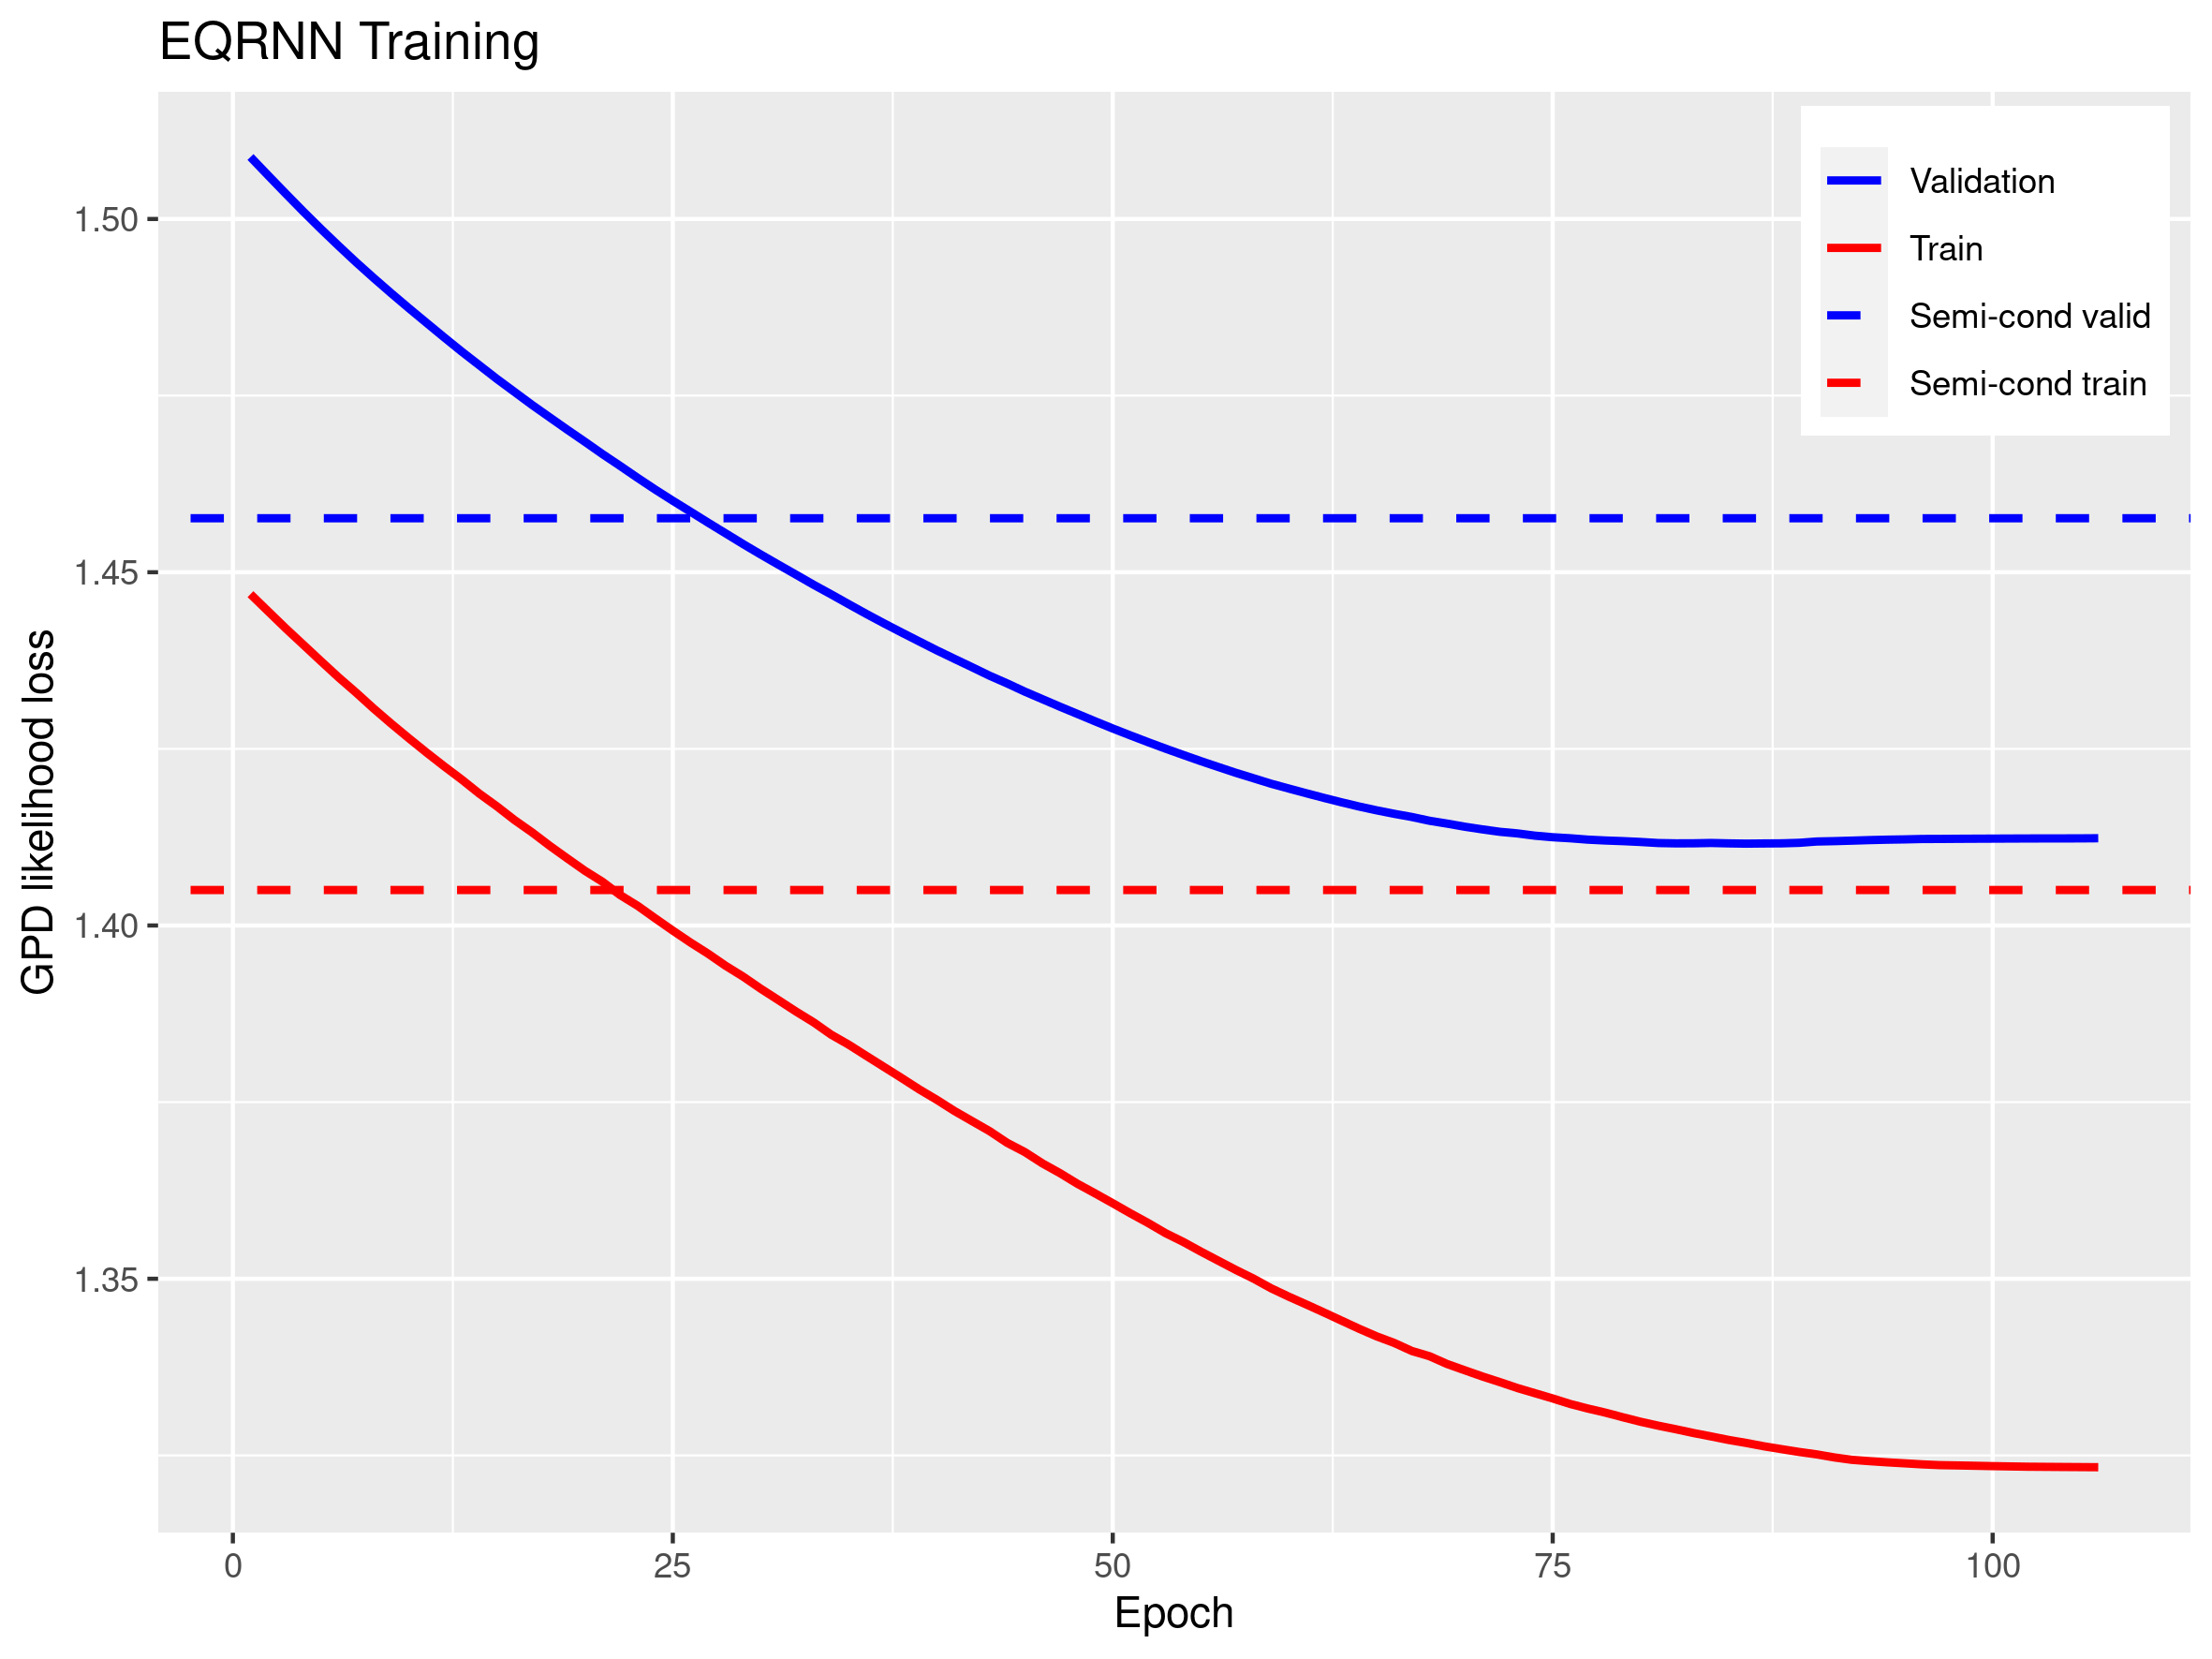 EQRNN Training
Validation
Train
Semi-cond valid
Semi-cond train
GPD likelihood loss
1.50
1.45
1.40
1.35
0 25 50 75 100
Epoch